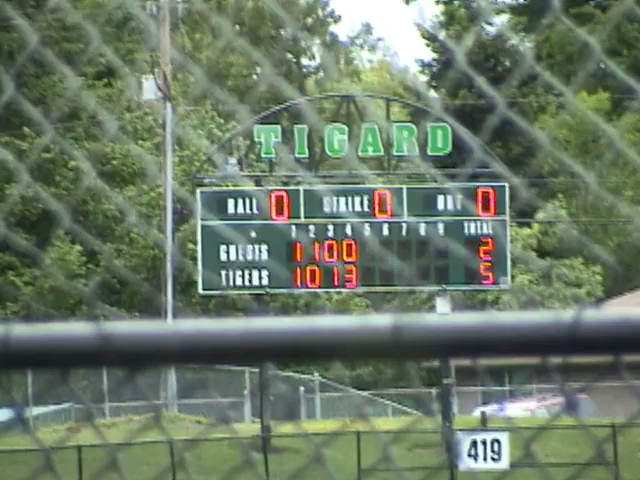 TIGARD
BALL 0 STRIKE 0 OUT 0
1 2 3 4 5 6 7 8 9 TOTAL
GUESTS 1 1 0 0 2
TIGERS 1 0 1 3 5
419